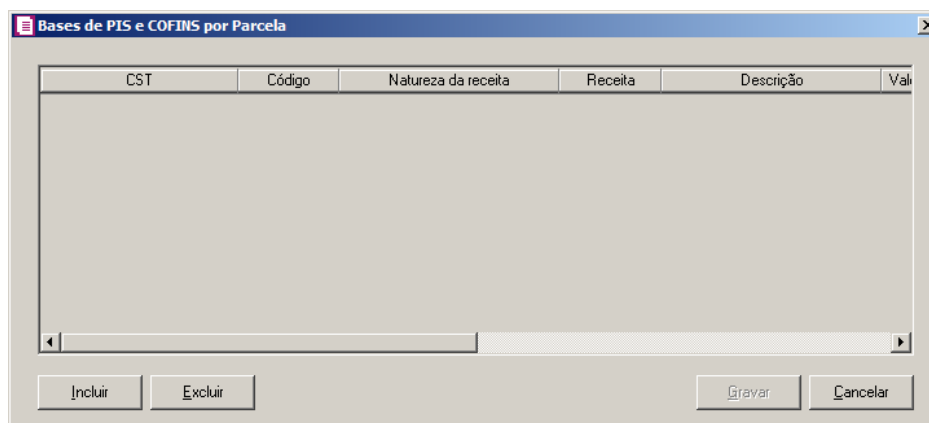 Bases de PIS e COFINS por Parcela
CST Código Natureza da receita Receita Descrição
Incluir Excluir Gravar Cancelar